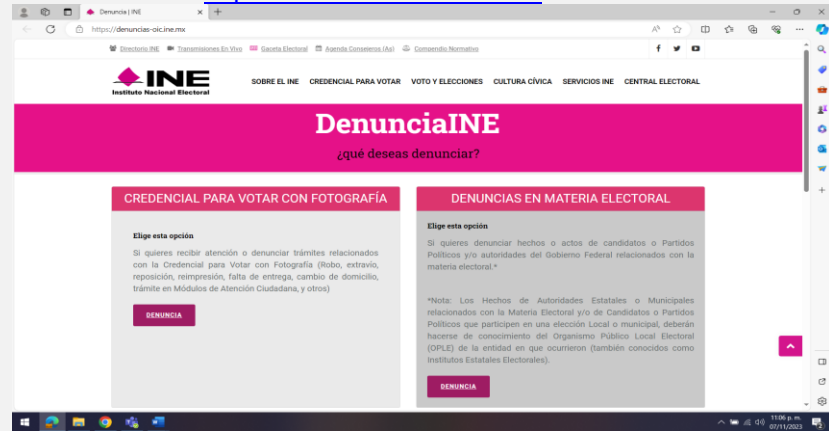 Denuncia | INE
https://denuncias-oic.ine.mx
Directorio INE Transmisiones En Vivo Gaceta Electoral Agenda Consejeros (As) Compendio Normativo
INE
Instituto Nacional Electoral
SOBRE EL INE CREDENCIAL PARA VOTAR VOTO Y ELECCIONES CULTURA CÍVICA SERVICIOS INE CENTRAL ELECTORAL
DenunciaINE
¿qué deseas denunciar?
CREDENCIAL PARA VOTAR CON FOTOGRAFÍA
Elige esta opción
Si quieres recibir atención o denunciar trámites relacionados
con la Credencial para Votar con Fotografía (Robo, extravío,
reposición, reimpresión, falta de entrega, cambio de domicilio,
trámite en Módulos de Atención Ciudadana, y otros)
DENUNCIA
DENUNCIAS EN MATERIA ELECTORAL
Elige esta opción
Si quieres denunciar hechos o actos de candidatos o Partidos
Políticos y/o autoridades del Gobierno Federal relacionados con la
materia electoral.*
*Nota: Los Hechos de Autoridades Estatales o Municipales
relacionados con la Materia Electoral y/o de Candidatos o Partidos
Políticos que participen en una elección Local o municipal, deberán
hacerse de conocimiento del Organismo Público Local Electoral
(OPLE) de la entidad en que ocurrieron (también conocidos como
Institutos Estatales Electorales).
DENUNCIA
11:06 p. m.
07/11/2023